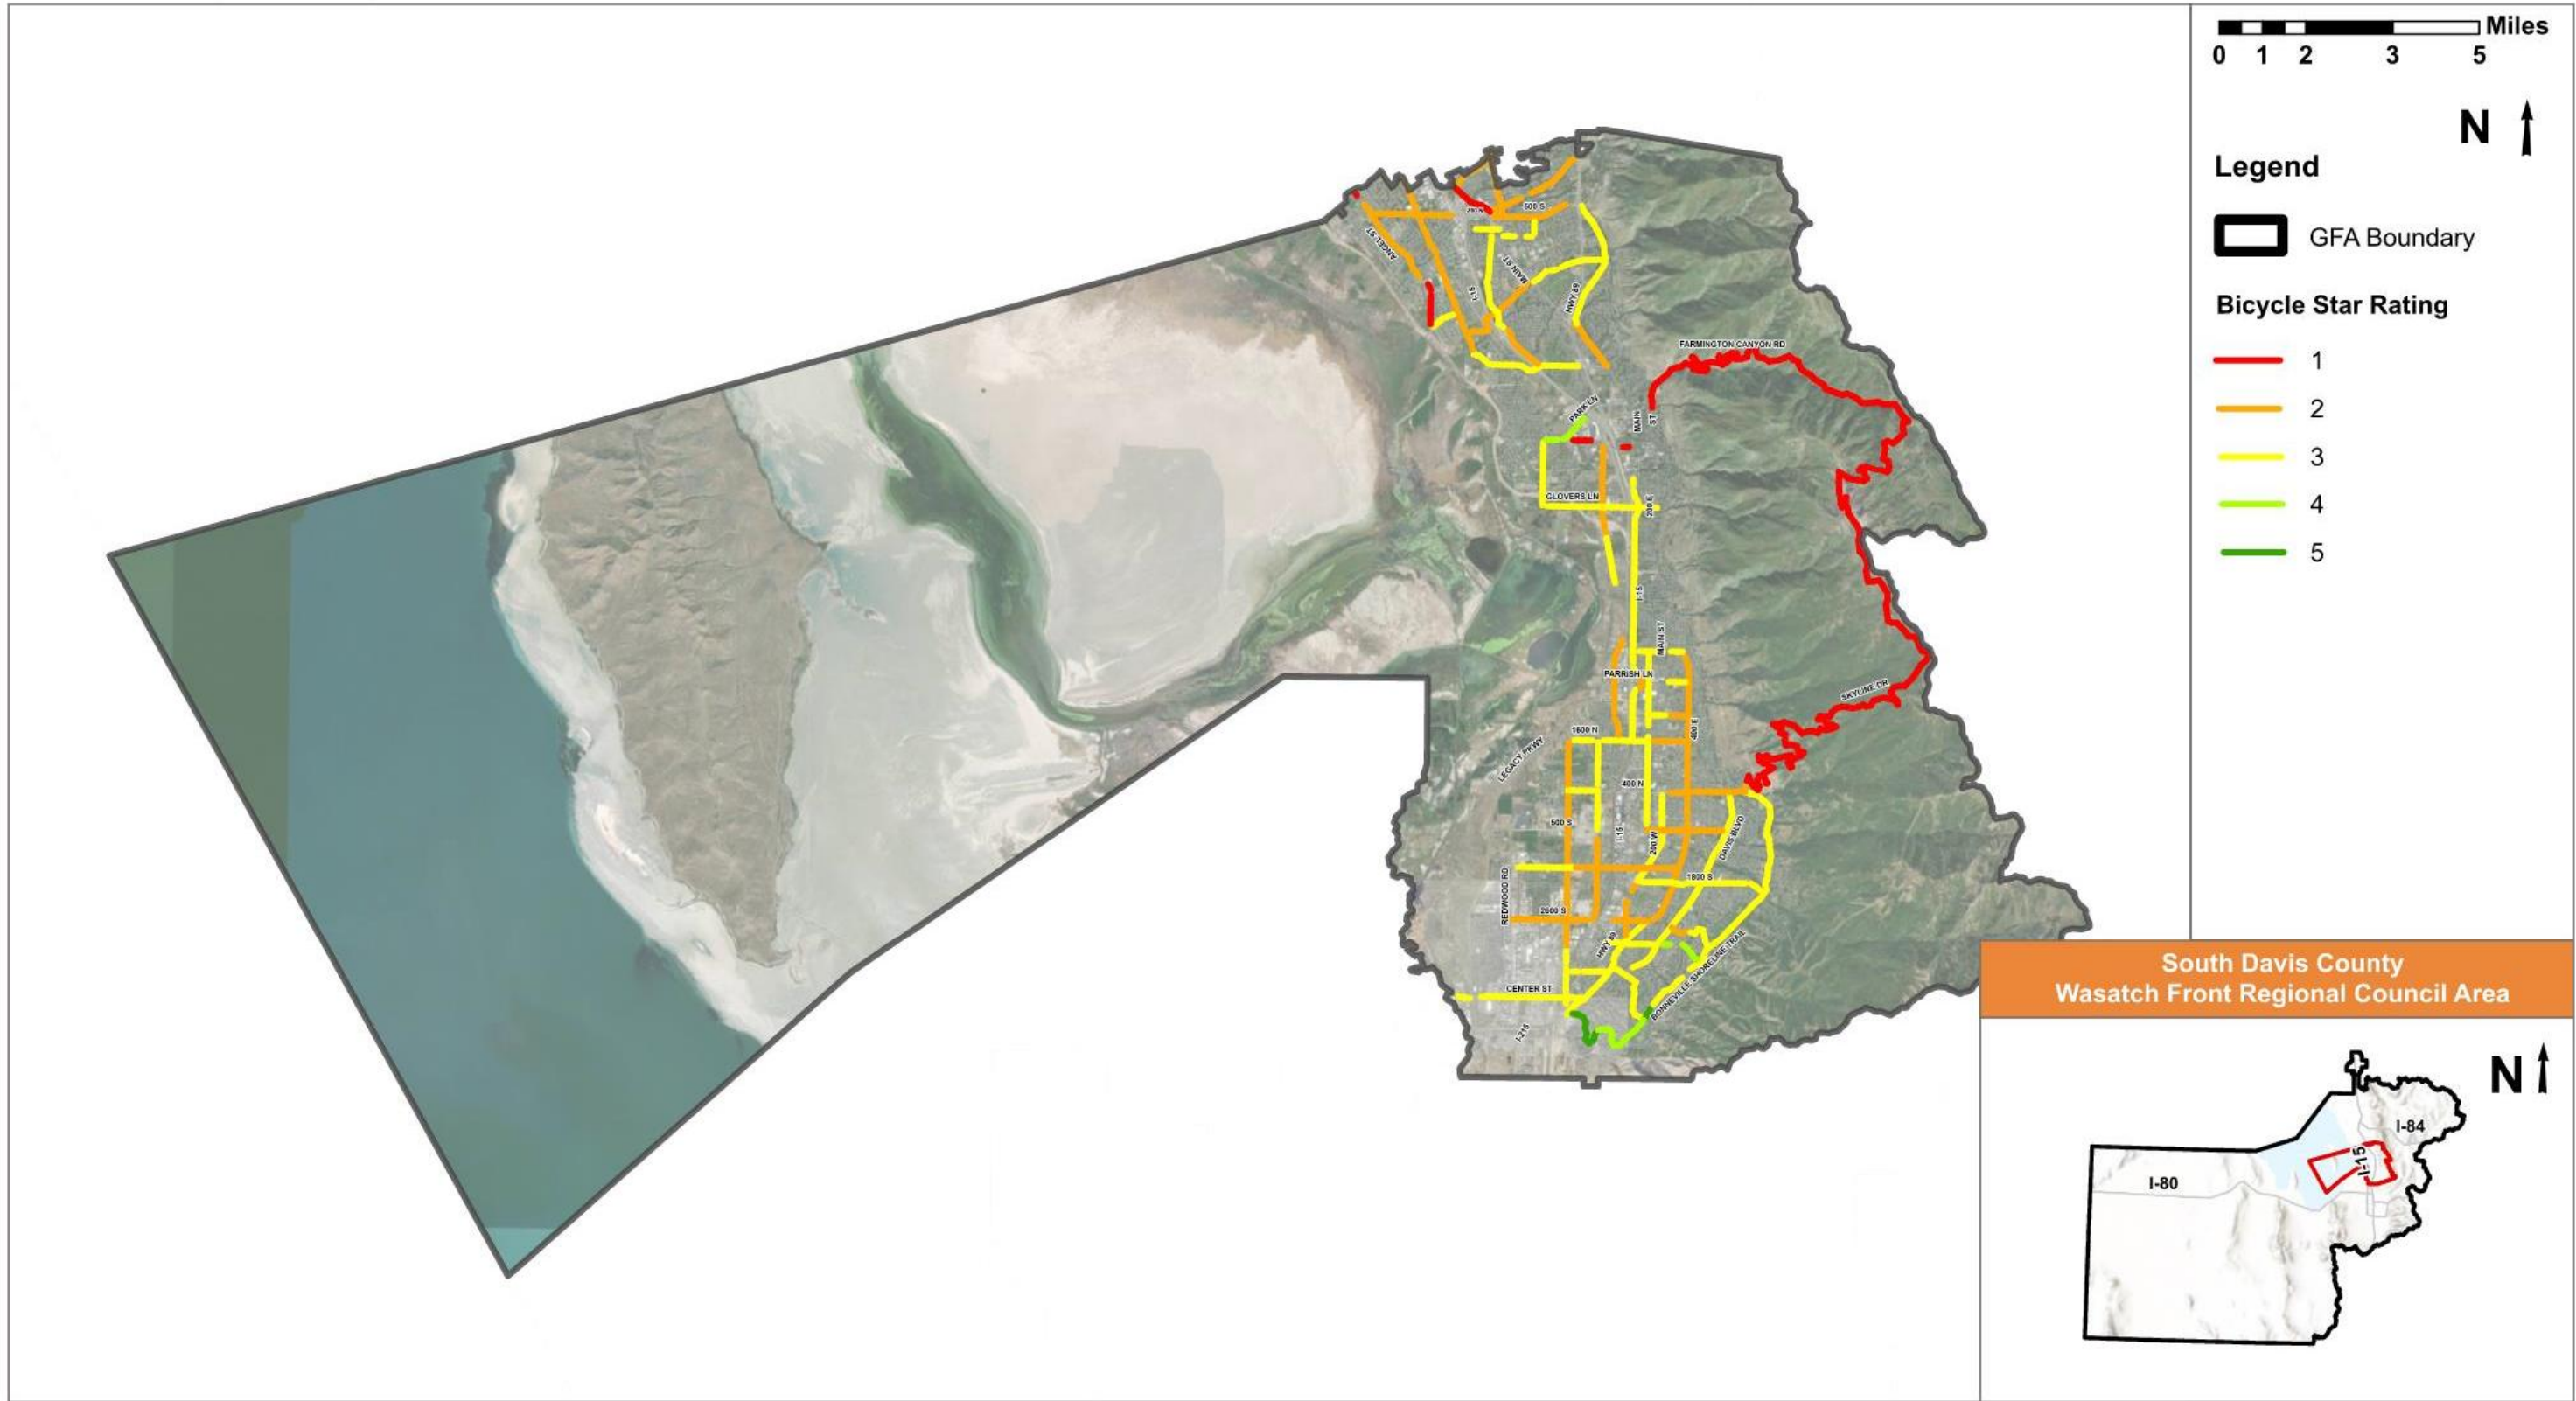 Miles
0 1 2 3 5
N
Legend
GFA Boundary
Bicycle Star Rating
1
2
3
4
5
600 S
ANGEL ST
MAIN ST
I-15
HWY 89
FARMINGTON CANYON RD
PARK LN
MAIN ST
GLOVERS LN
200 E
I-15
MAIN ST
PARRISH LN
SKYLINE DR
1600 N
400 E
LEGACY PKWY
400 N
500 S
I-15
200 W
DAVIS BLVD
REDWOOD RD
1800 S
2600 S
HWY 89
BONNEVILLE SHORELINE TRAIL
CENTER ST
I-215
South Davis County
Wasatch Front Regional Council Area
N
I-84
I-15
I-80